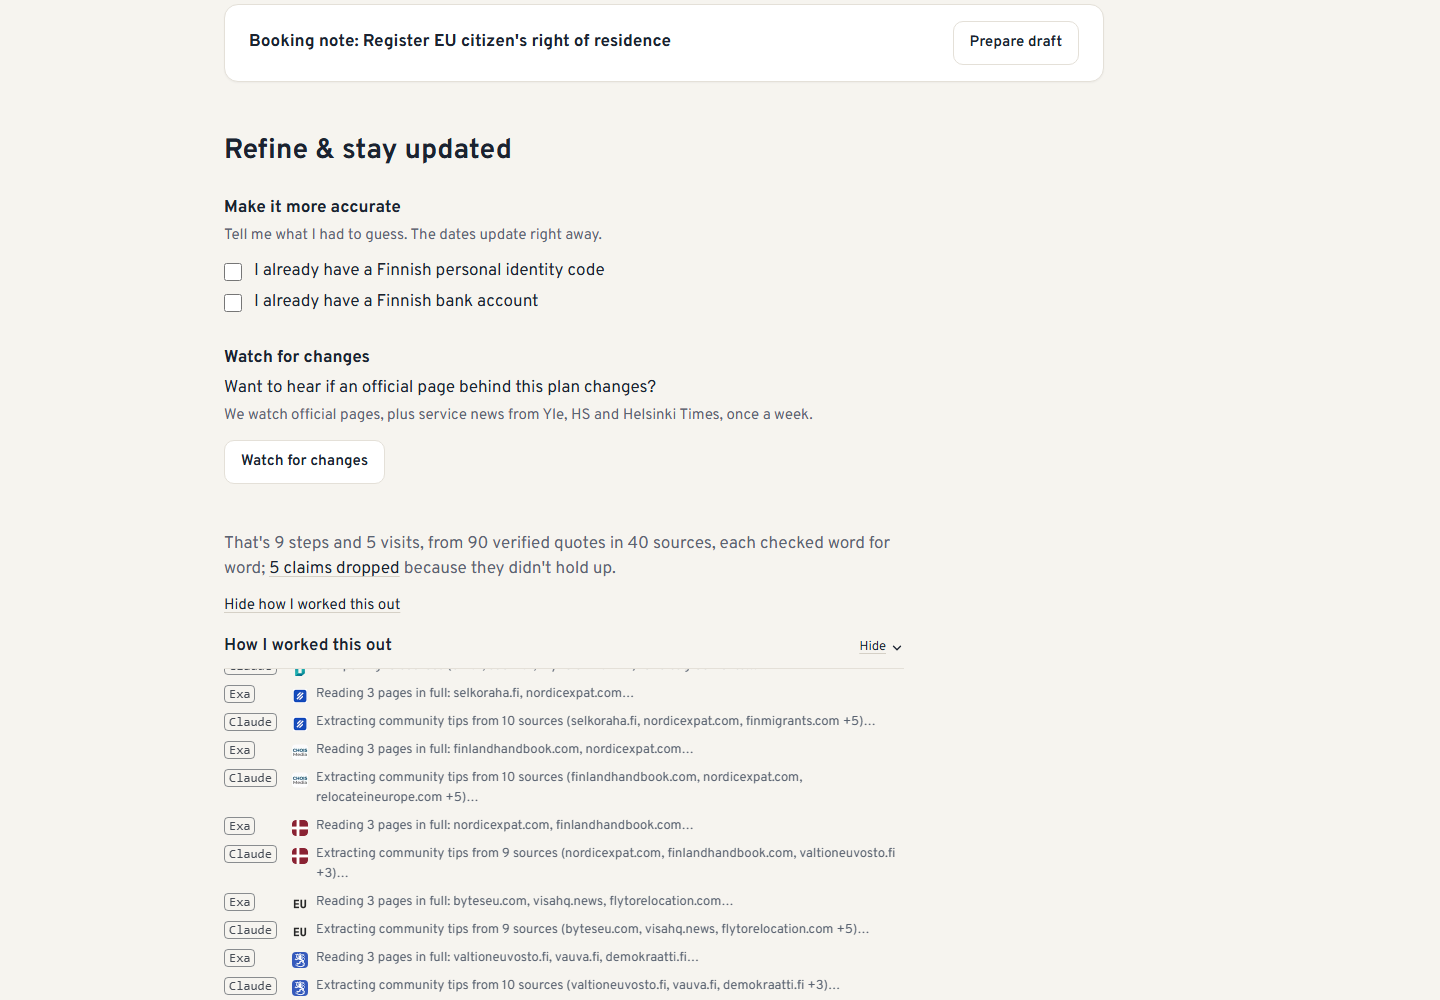 Booking note: Register EU citizen's right of residence
Prepare draft
Refine & stay updated
Make it more accurate
Tell me what I had to guess. The dates update right away.
I already have a Finnish personal identity code
I already have a Finnish bank account
Watch for changes
Want to hear if an official page behind this plan changes?
We watch official pages, plus service news from Yle, HS and Helsinki Times, once a week.
Watch for changes
That's 9 steps and 5 visits, from 90 verified quotes in 40 sources, each checked word for
word; 5 claims dropped because they didn't hold up.
Hide how I worked this out
How I worked this out
Hide
Exa Reading 3 pages in full: selkoraha.fi, nordicexpat.com…
Claude Extracting community tips from 10 sources (selkoraha.fi, nordicexpat.com, finmigrants.com +5)…
Exa CHOIS Media Reading 3 pages in full: finlandhandbook.com, nordicexpat.com…
Claude CHOIS Media Extracting community tips from 10 sources (finlandhandbook.com, nordicexpat.com,
relocateineurope.com +5)…
Exa Reading 3 pages in full: nordicexpat.com, finlandhandbook.com…
Claude Extracting community tips from 9 sources (nordicexpat.com, finlandhandbook.com, valtioneuvosto.fi
+3)…
Exa EU Reading 3 pages in full: byteseu.com, visahq.news, flytorelocation.com…
Claude EU Extracting community tips from 9 sources (byteseu.com, visahq.news, flytorelocation.com +5)…
Exa Reading 3 pages in full: valtioneuvosto.fi, vauva.fi, demokraatti.fi…
Claude Extracting community tips from 10 sources (valtioneuvosto.fi, vauva.fi, demokraatti.fi +3)…